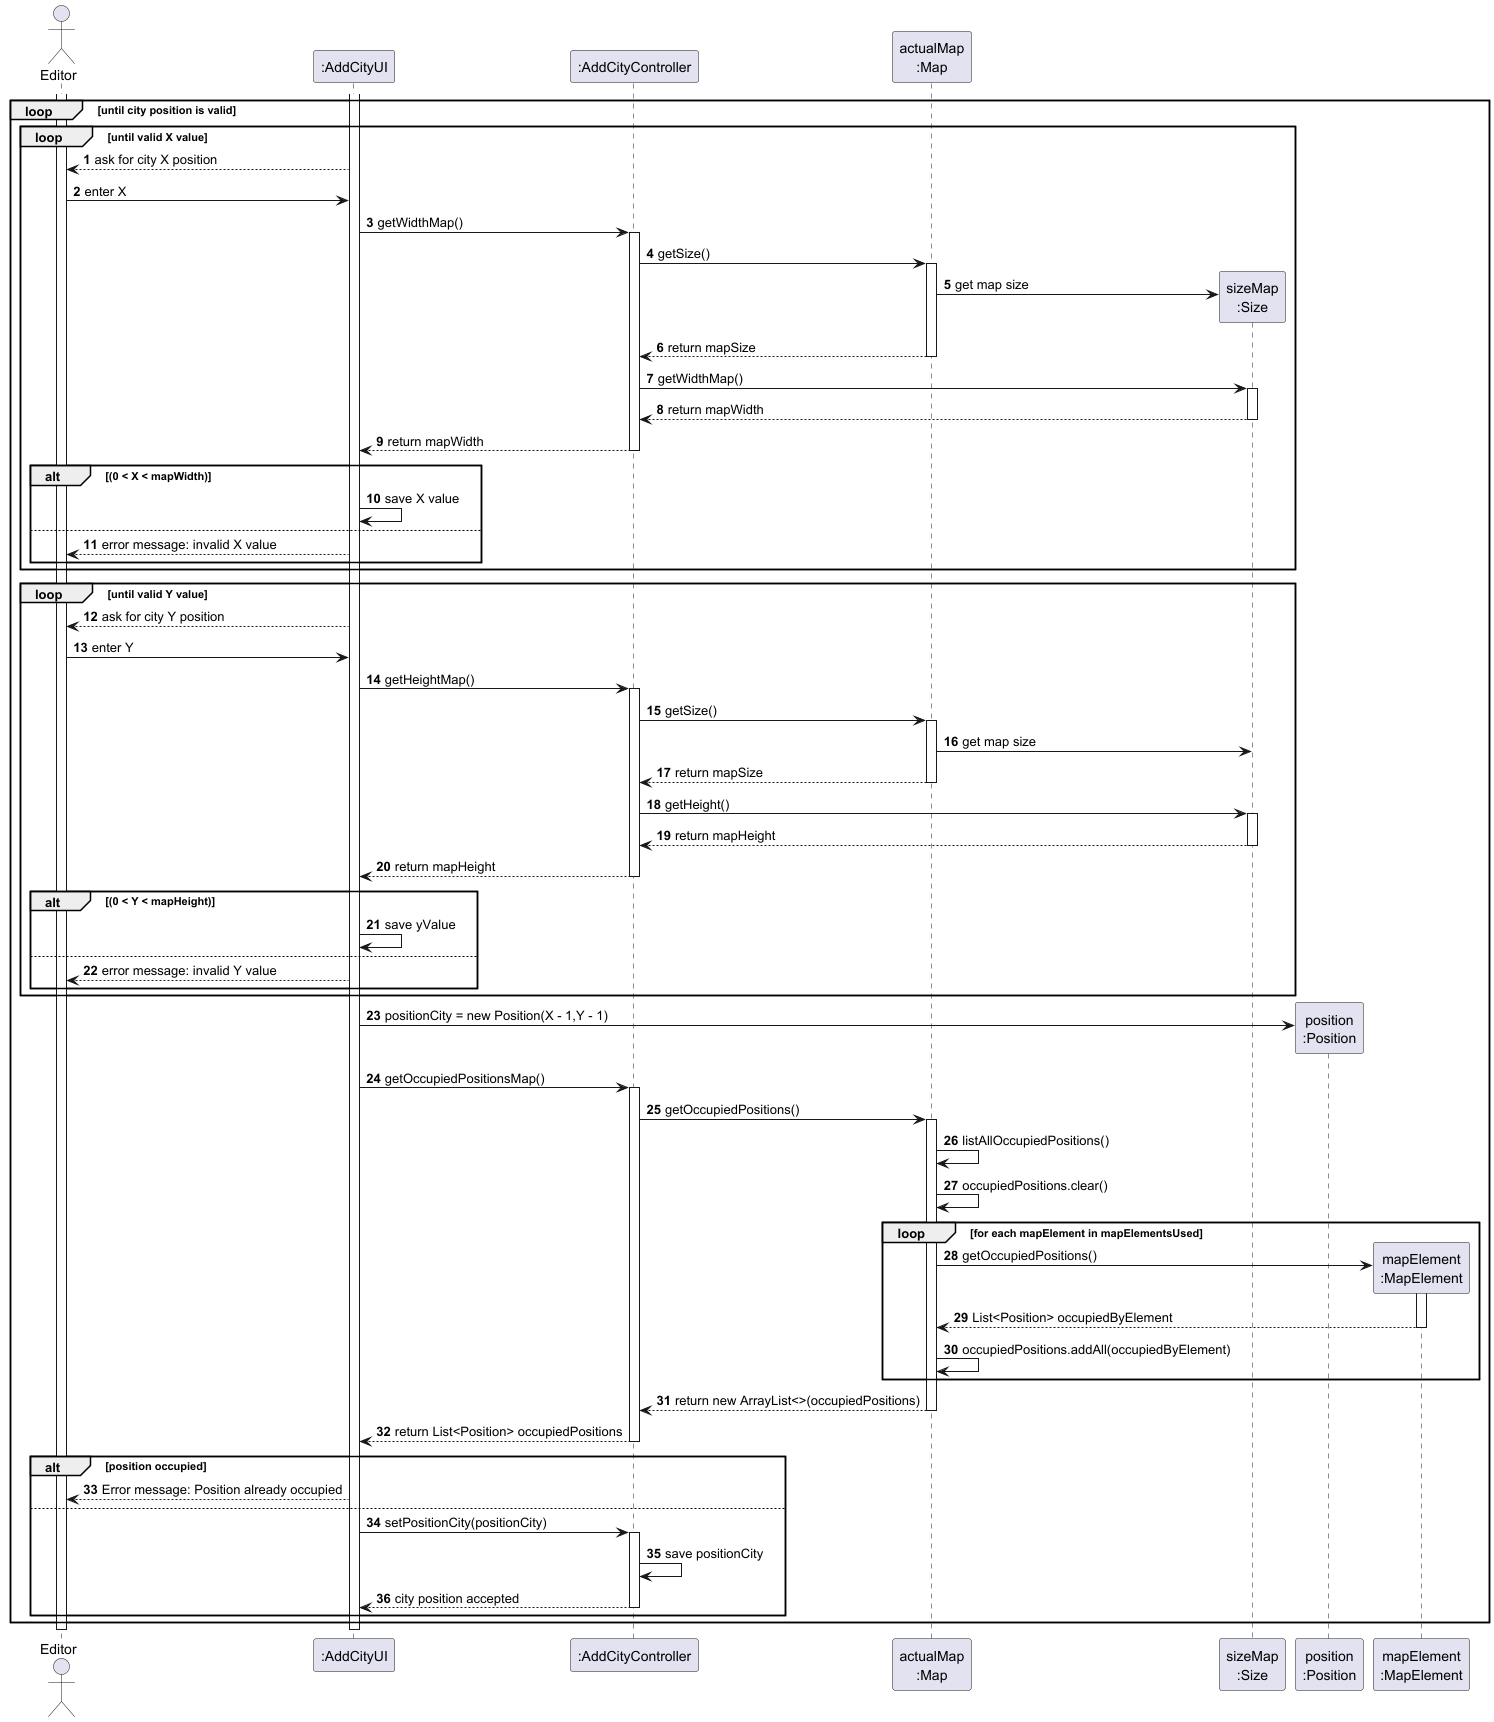 Editor
:AddCityUI
:AddCityController
actualMap
:Map
loop [until city position is valid]
loop [until valid X value]
1 ask for city X position
2 enter X
3 getWidthMap()
4 getSize()
5 get map size
sizeMap
:Size
6 return mapSize
7 getWidthMap()
8 return mapWidth
9 return mapWidth
alt [(0 < X < mapWidth)]
10 save X value
11 error message: invalid X value
loop [until valid Y value]
12 ask for city Y position
13 enter Y
14 getHeightMap()
15 getSize()
16 get map size
17 return mapSize
18 getHeight()
19 return mapHeight
20 return mapHeight
alt [(0 < Y < mapHeight)]
21 save yValue
22 error message: invalid Y value
23 positionCity = new Position(X - 1,Y - 1)
position
:Position
24 getOccupiedPositionsMap()
25 getOccupiedPositions()
26 listAllOccupiedPositions()
27 occupiedPositions.clear()
loop [for each mapElement in mapElementsUsed]
28 getOccupiedPositions()
mapElement
:MapElement
29 List<Position> occupiedByElement
30 occupiedPositions.addAll(occupiedByElement)
31 return new ArrayList<>(occupiedPositions)
32 return List<Position> occupiedPositions
alt [position occupied]
33 Error message: Position already occupied
34 setPositionCity(positionCity)
35 save positionCity
36 city position accepted
Editor
:AddCityUI
:AddCityController
actualMap
:Map
sizeMap
:Size
position
:Position
mapElement
:MapElement